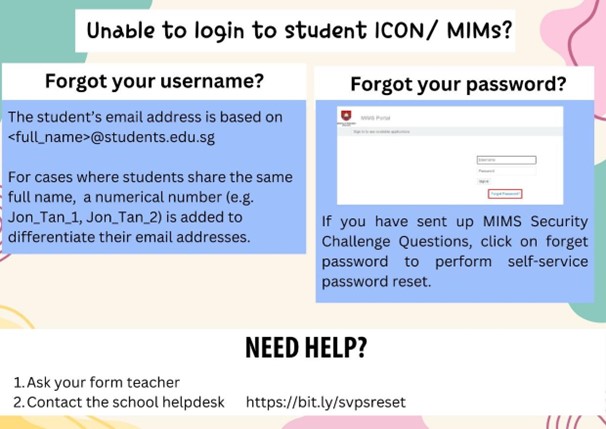 Unable to login to student ICON/ MIMs?
Forgot your username?
The student's email address is based on
<full_name>@students.edu.sg
For cases where students share the same
full name, a numerical number (e.g.
Jon_Tan_1, Jon_Tan_2) is added to
differentiate their email addresses.
Forgot your password?
MIMS Portal
Sign in to see available applications
Username
Password
Sign in
Forgot Password?
If you have sent up MIMS Security
Challenge Questions, click on forget
password to perform self-service
password reset.
NEED HELP?
1. Ask your form teacher
2. Contact the school helpdesk https://bit.ly/svpsreset